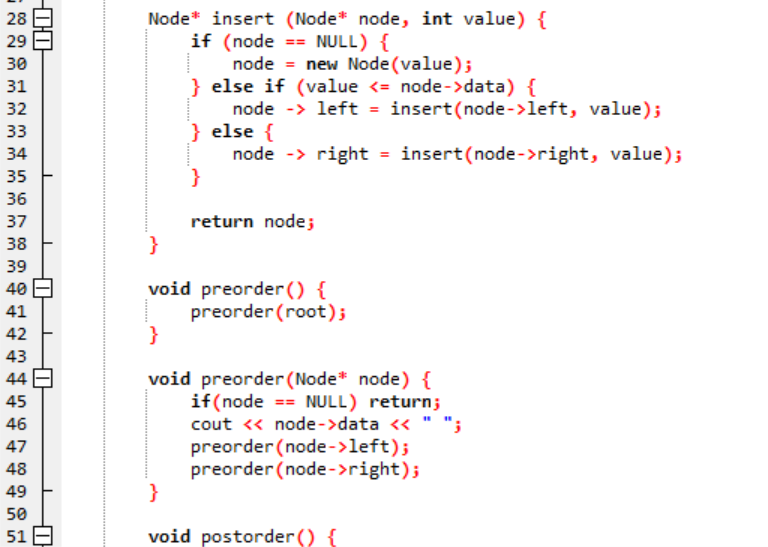 28 Node* insert (Node* node, int value) {
29 if (node == NULL) {
30 node = new Node(value);
31 } else if (value <= node->data) {
32 node -> left = insert(node->left, value);
33 } else {
34 node -> right = insert(node->right, value);
35 }
36
37 return node;
38 }
39
40 void preorder() {
41 preorder(root);
42 }
43
44 void preorder(Node* node) {
45 if(node == NULL) return;
46 cout << node->data << " ";
47 preorder(node->left);
48 preorder(node->right);
49 }
50
51 void postorder() {